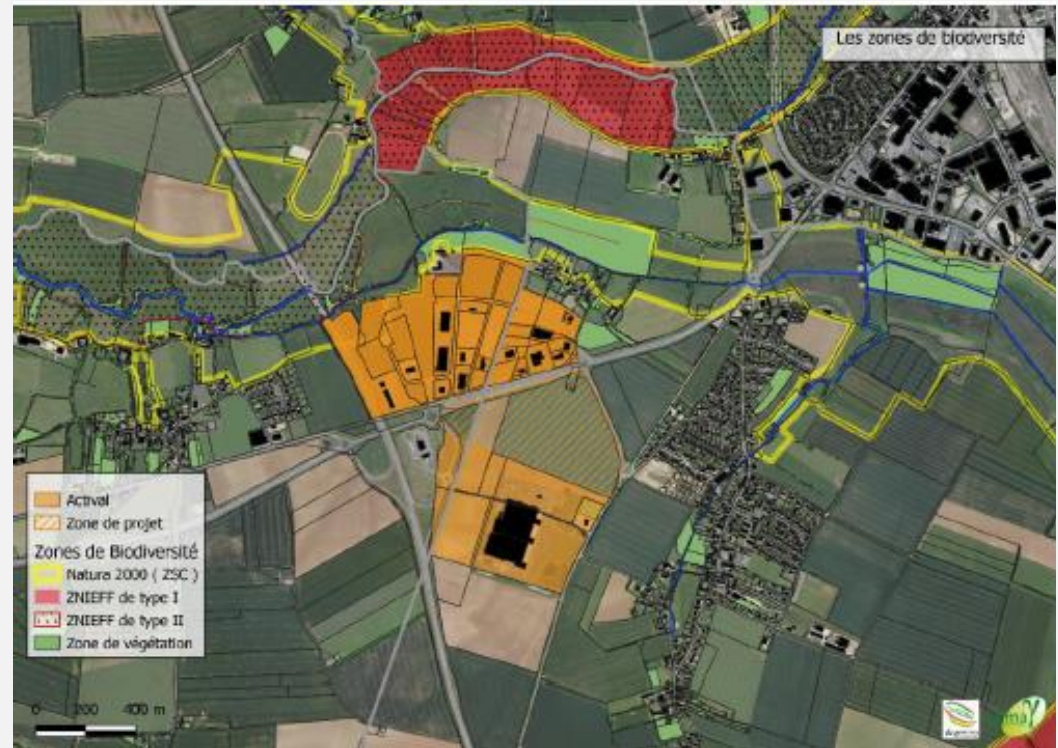 Les zones de biodiversité
Actival
Zone de projet
Zones de Biodiversité
Natura 2000 ( ZSC )
ZNIEFF de type I
ZNIEFF de type II
Zone de végétation
0 200 400 m